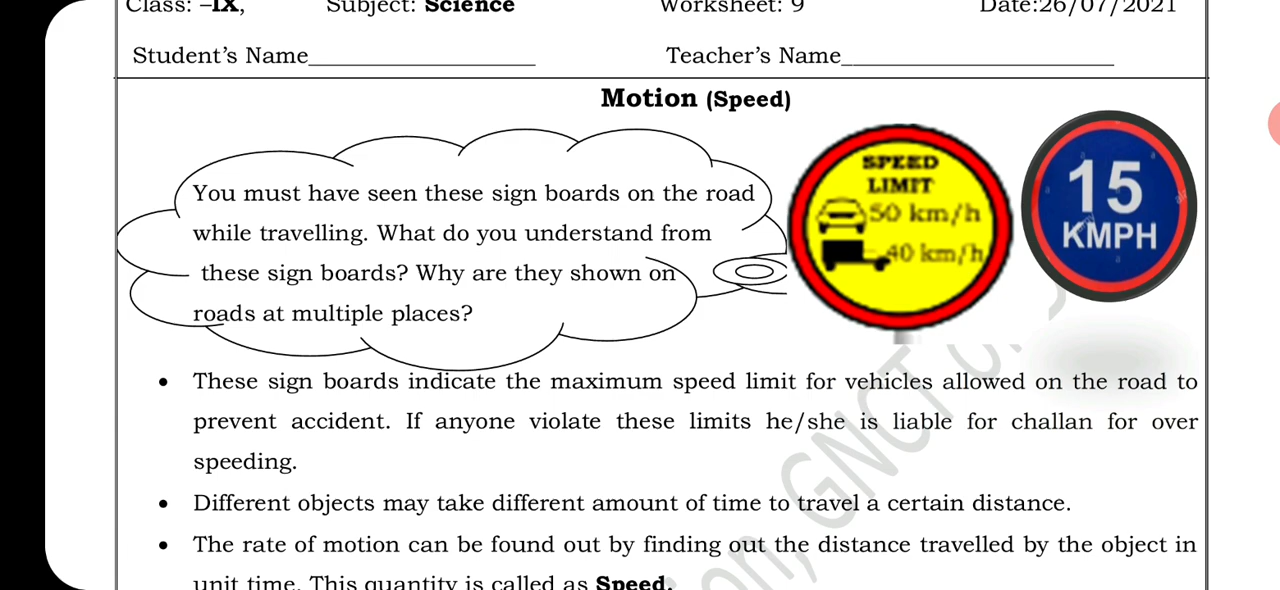 Class: –IX, Subject: Science Worksheet: 9 Date:26/07/2021
Student’s Name___________________ Teacher’s Name_______________________
Motion (Speed)
You must have seen these sign boards on the road
while travelling. What do you understand from
these sign boards? Why are they shown on
roads at multiple places?
SPEED
LIMIT
50 km/h
40 km/h
15
KMPH
• These sign boards indicate the maximum speed limit for vehicles allowed on the road to
prevent accident. If anyone violate these limits he/she is liable for challan for over
speeding.
• Different objects may take different amount of time to travel a certain distance.
• The rate of motion can be found out by finding out the distance travelled by the object in
unit time. This quantity is called as Speed.
GNCT